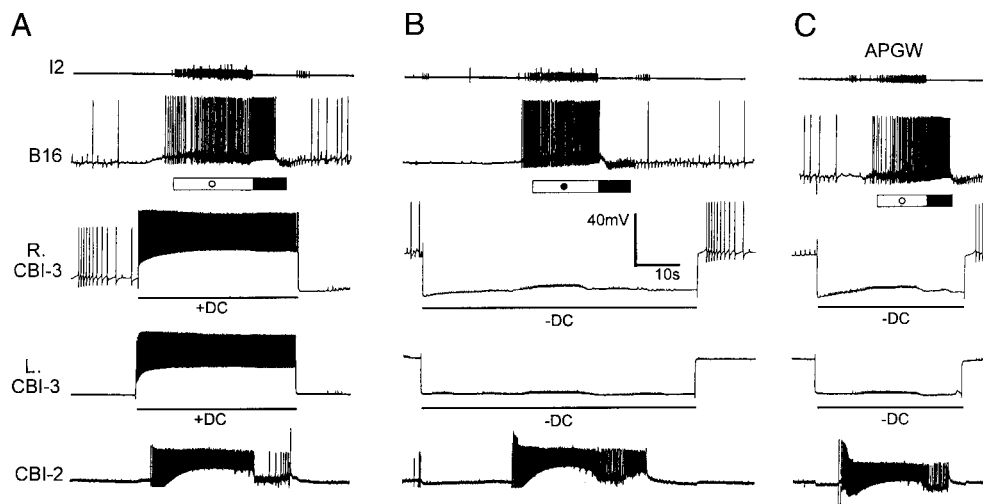 A
B
C
APGW
I2
B16
R.
CBI-3
40mV
10s
+DC
-DC
-DC
L.
CBI-3
+DC
-DC
-DC
CBI-2